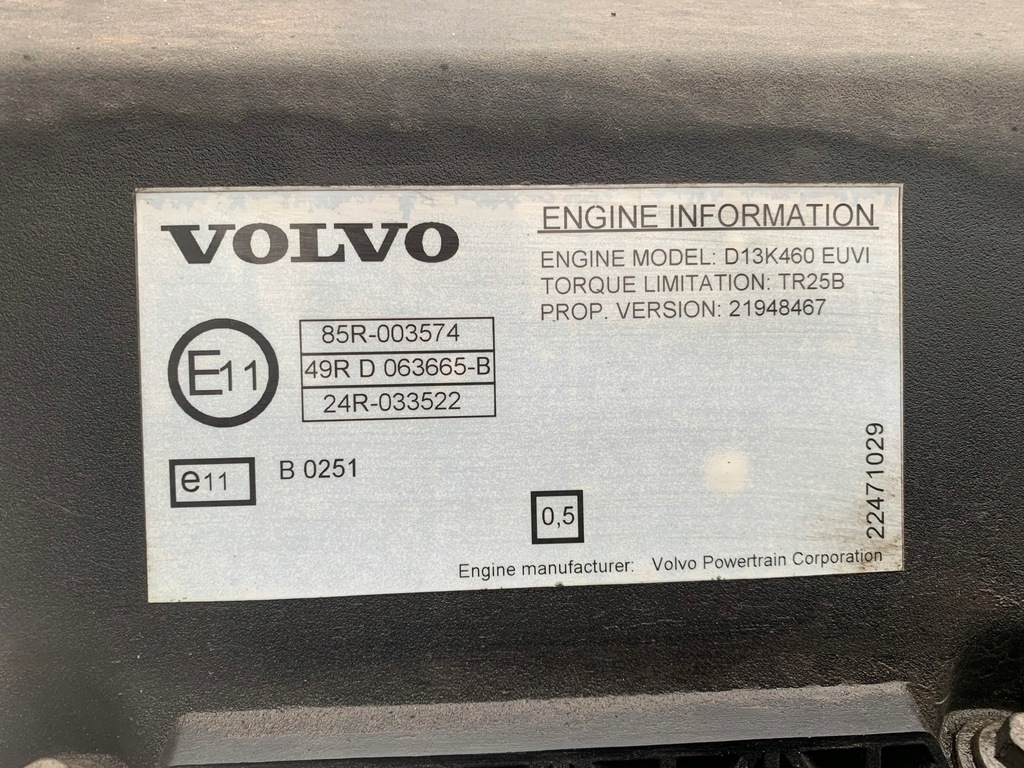 VOLVO
ENGINE INFORMATION
ENGINE MODEL: D13K460 EUVI
TORQUE LIMITATION: TR25B
PROP. VERSION: 21948467
E11
85R-003574
49R D 063665-B
24R-033522
e11
B 0251
0,5
22471029
Engine manufacturer: Volvo Powertrain Corporation